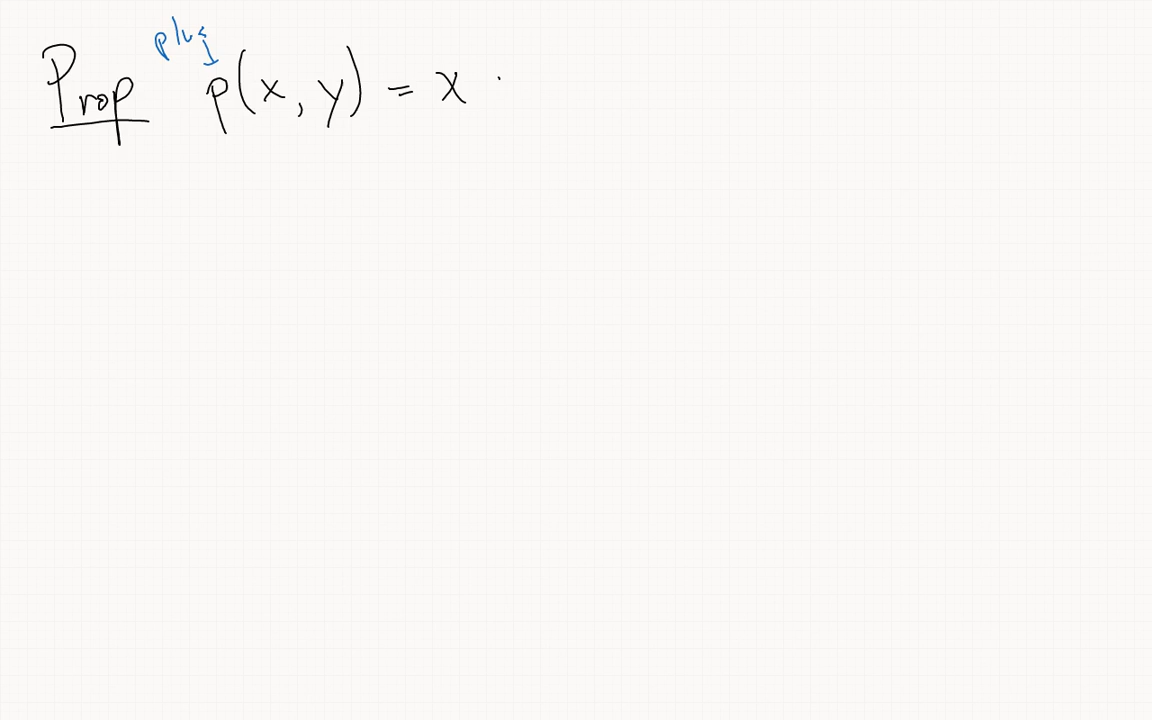 plus
Prop p(x, y) = x